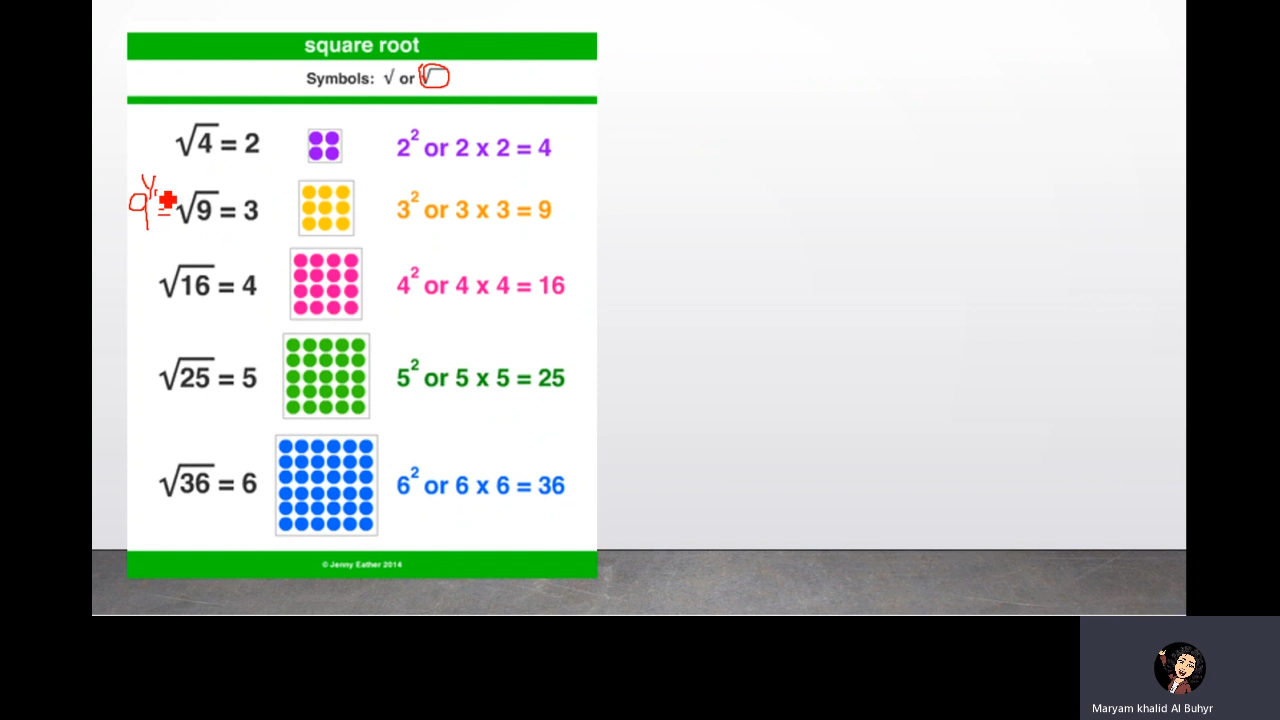 square root
Symbols: √ or √
√4 = 2
2² or 2 x 2 = 4
√9 = 3
3² or 3 x 3 = 9
√16 = 4
4² or 4 x 4 = 16
√25 = 5
5² or 5 x 5 = 25
√36 = 6
6² or 6 x 6 = 36
© Jenny Eather 2014
Maryam khalid Al Buhyr